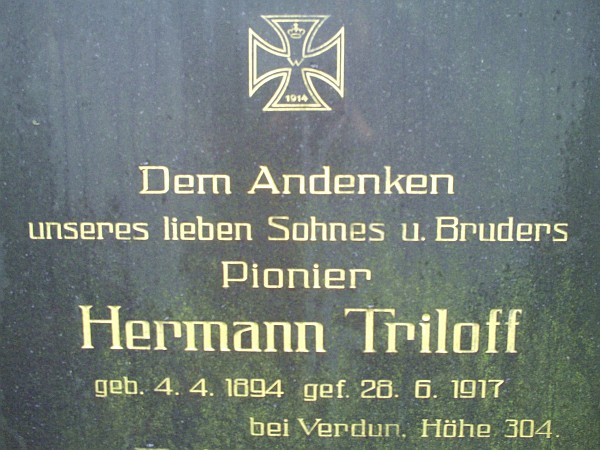 W
1914
Dem Andenken
unseres lieben Sohnes u. Bruders
Pionier
Hermann Triloff
geb. 4. 4. 1894 gef. 28. 6. 1917
bei Verdun, Höhe 304.